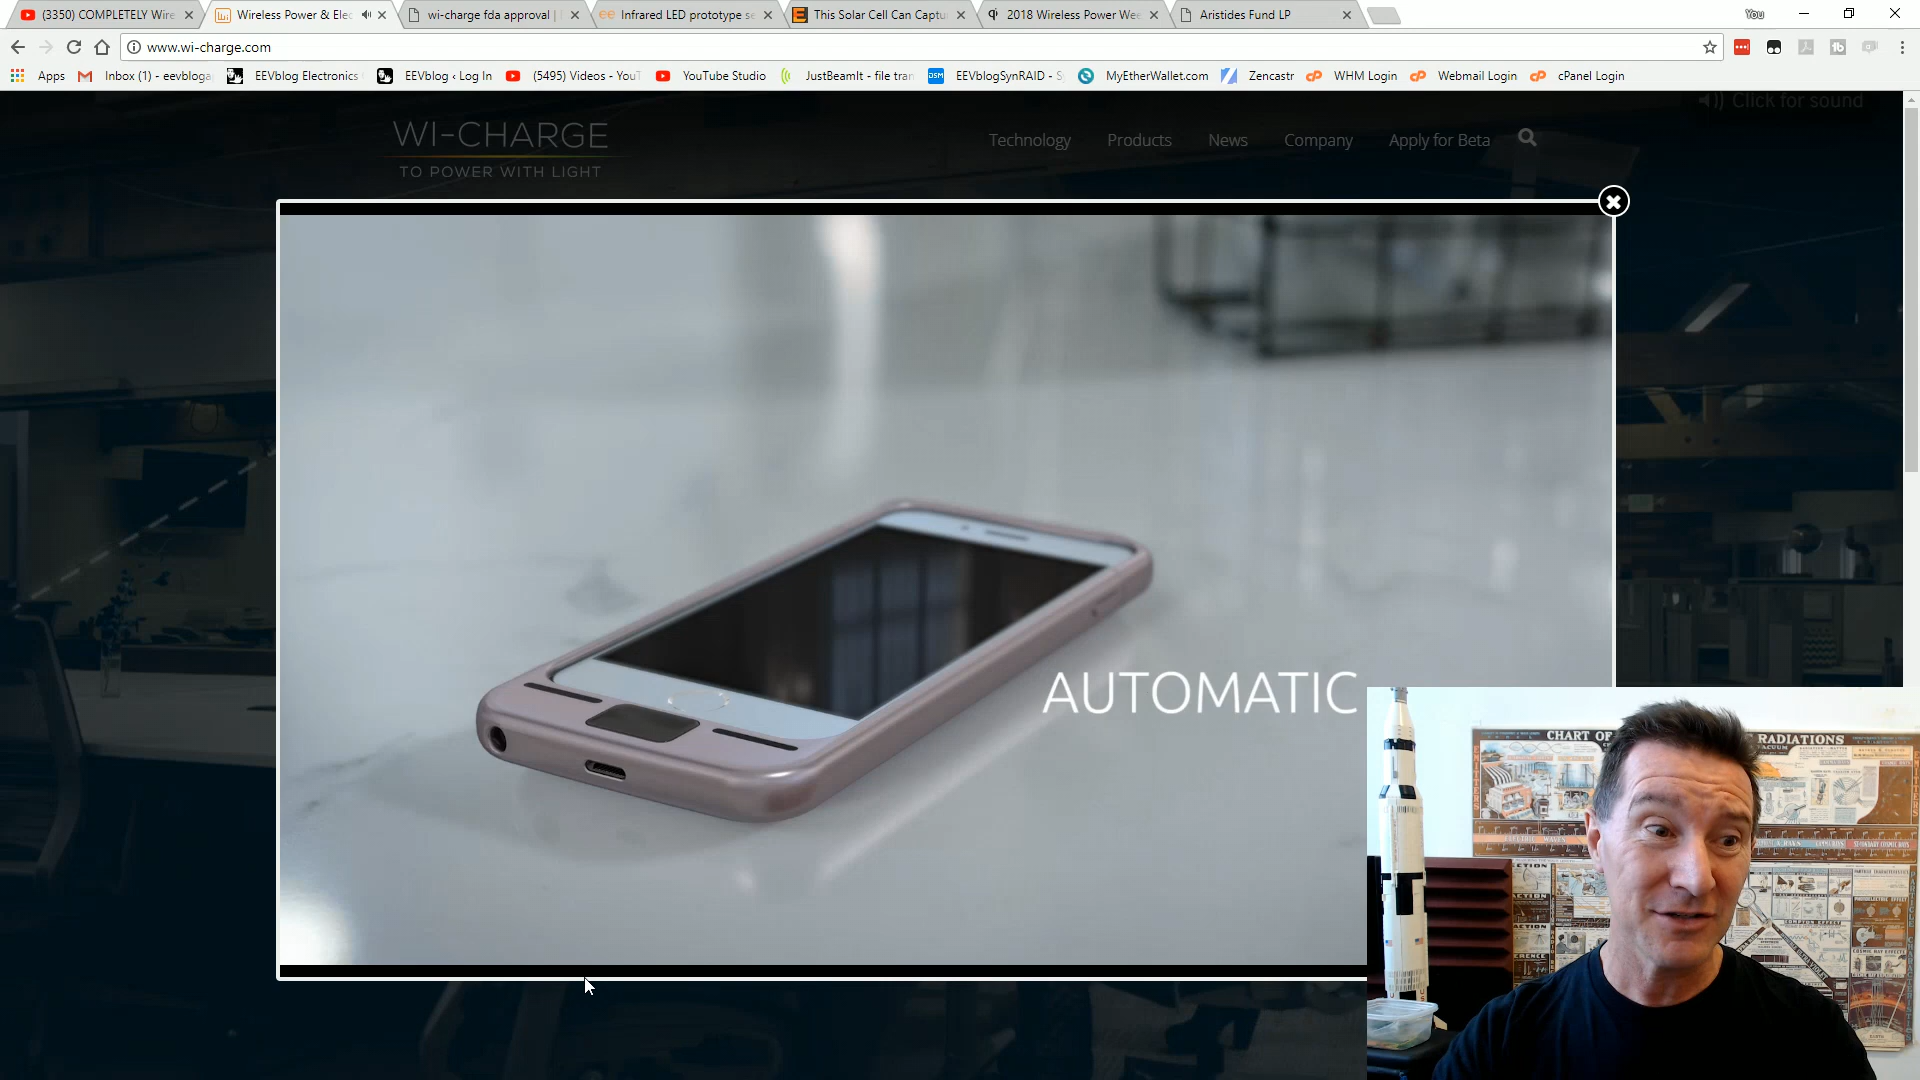 (3350) COMPLETELY Wire
Wireless Power & Elec
wi-charge fda approval |
Infrared LED prototype se
This Solar Cell Can Captu
2018 Wireless Power Wee
Aristides Fund LP
You
www.wi-charge.com
Apps
Inbox (1) - eevbloga
EEVblog Electronics
EEVblog ‹ Log In
(5495) Videos - YouT
YouTube Studio
JustBeamIt - file tran
DSM
EEVblogSynRAID - S
MyEtherWallet.com
Zencastr
WHM Login
Webmail Login
cPanel Login
Click for sound
WI-CHARGE
TO POWER WITH LIGHT
Technology
Products
News
Company
Apply for Beta
AUTOMATIC
CHART OF
RADIATIONS